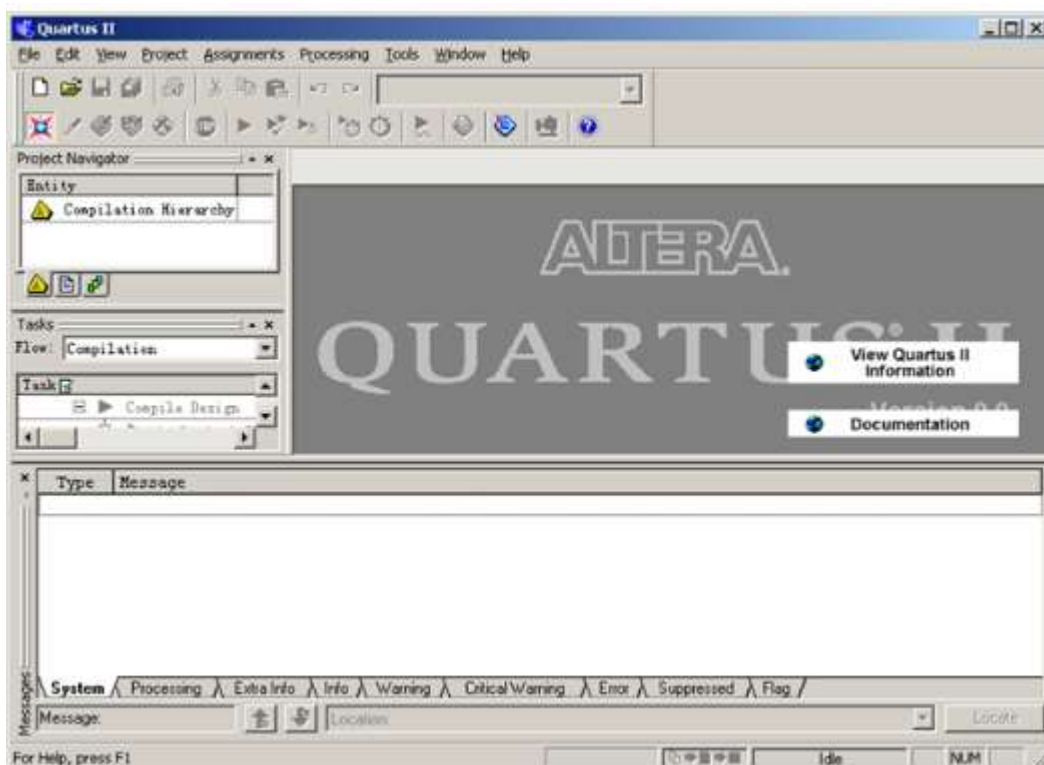 Quartus II
File Edit View Project Assignments Processing Tools Window Help
Project Navigator
Entity
Compilation Hierarchy
ALTERA
QUARTUS II
View Quartus II
Information
Documentation
Tasks
Flow: Compilation
Task
Compile Design
Type Message
System Processing Extra Info Info Warning Critical Warning Error Suppressed Flag
Messages
Message:
Location:
Locate
For Help, press F1
Idle
NUM